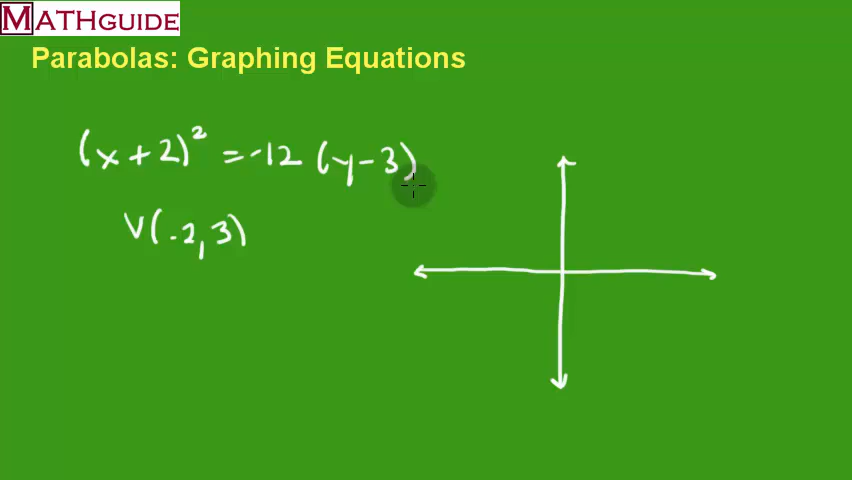 MATHGUIDE
Parabolas: Graphing Equations
(x+2)² = -12 (y-3)
V(-2, 3)